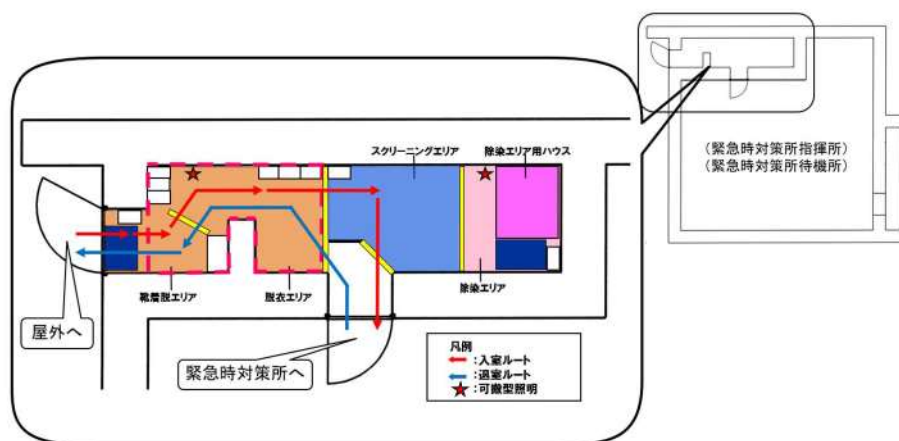 (緊急時対策所指揮所)
(緊急時対策所待機所)
スクリーニングエリア
除染エリア用ハウス
靴着脱エリア
脱衣エリア
除染エリア
屋外へ
緊急時対策所へ
凡例
:入室ルート
:退室ルート
:可搬型照明